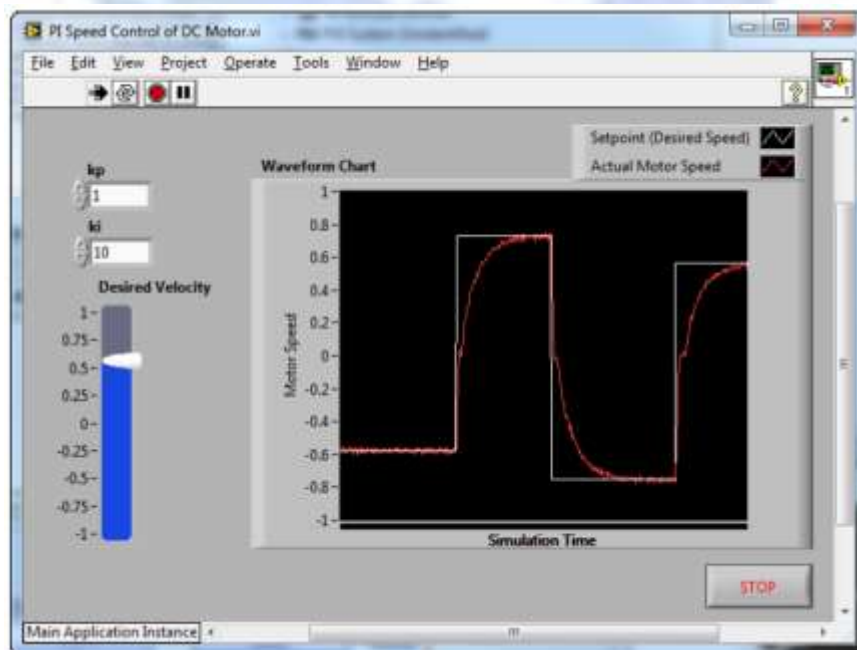 PI Speed Control of DC Motor.vi
File Edit View Project Operate Tools Window Help
?
1
Setpoint (Desired Speed)
Actual Motor Speed
Waveform Chart
kp
1
ki
10
Desired Velocity
1
0.75
0.5
0.25
0
-0.25
-0.5
-0.75
-1
Motor Speed
1
0.8
0.6
0.4
0.2
0
-0.2
-0.4
-0.6
-0.8
-1
Simulation Time
STOP
Main Application Instance